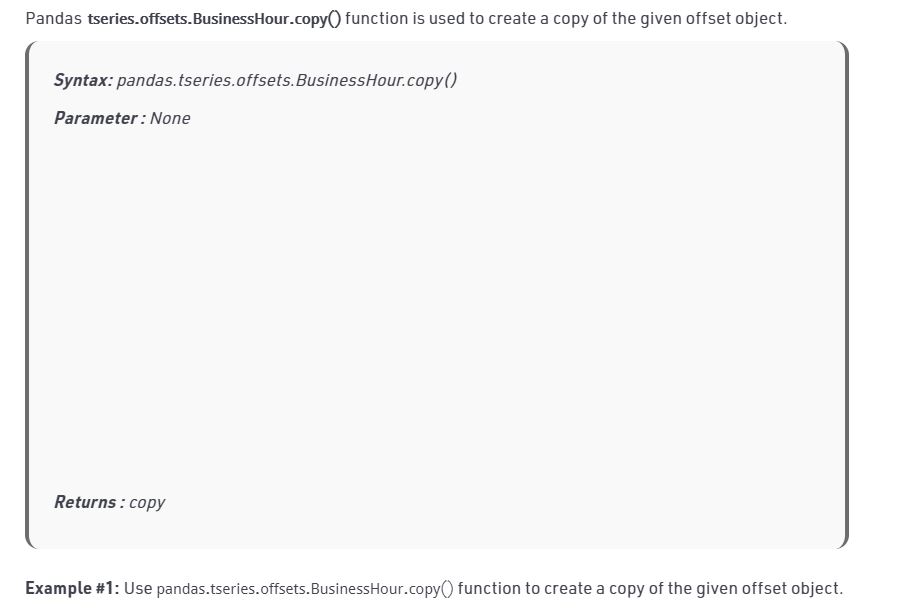 Pandas tseries.offsets.BusinessHour.copy() function is used to create a copy of the given offset object.
Syntax: pandas.tseries.offsets.BusinessHour.copy()
Parameter : None
Returns : copy
Example #1: Use pandas.tseries.offsets.BusinessHour.copy() function to create a copy of the given offset object.